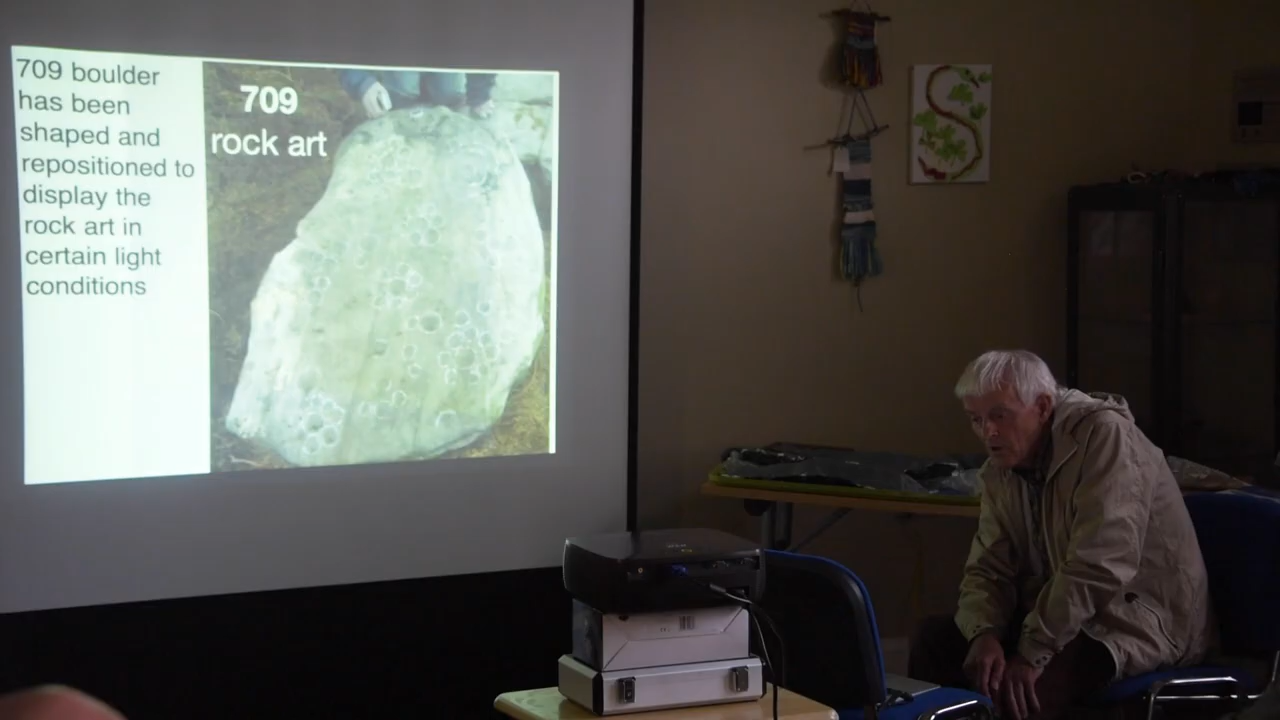 709 boulder
has been
shaped and
repositioned to
display the
rock art in
certain light
conditions
709
rock art